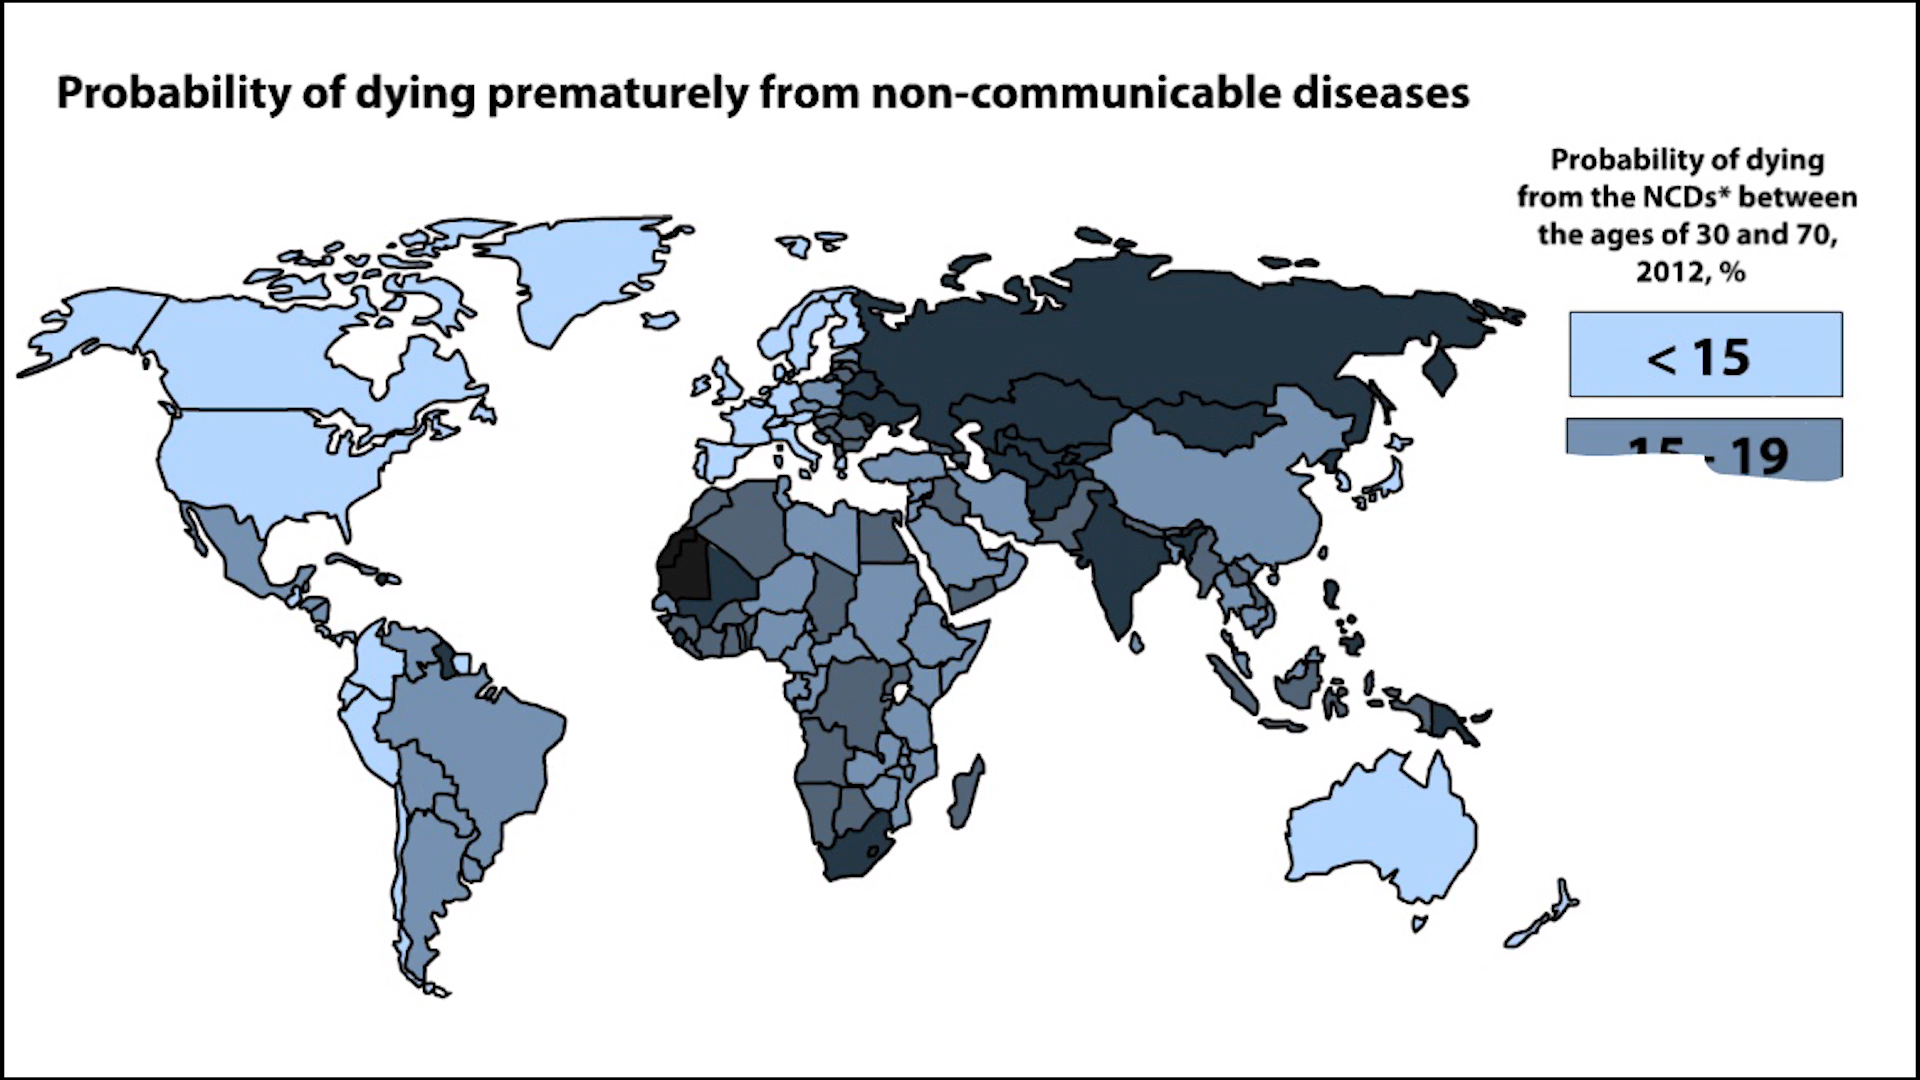 Probability of dying prematurely from non-communicable diseases
Probability of dying
from the NCDs* between
the ages of 30 and 70,
2012, %
< 15
15 - 19